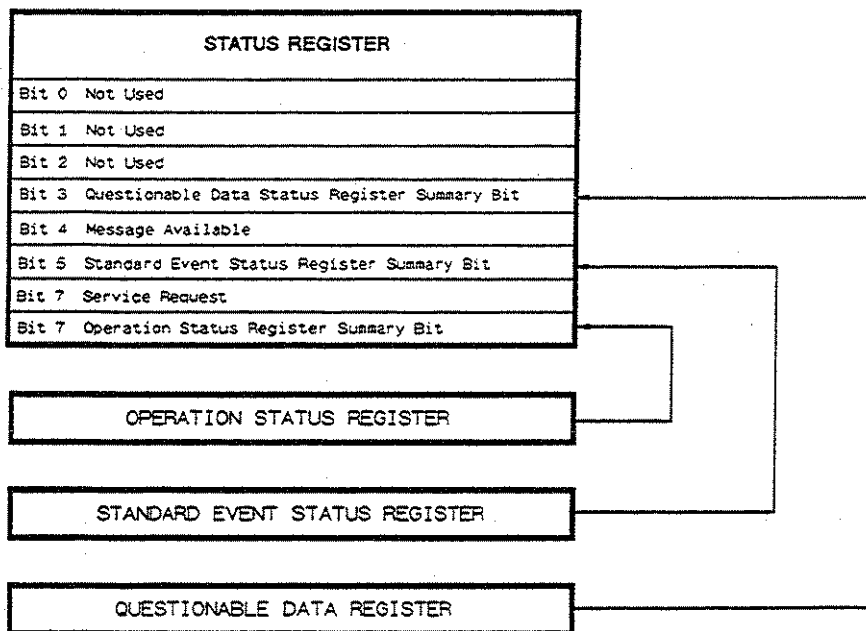 STATUS REGISTER
Bit 0 Not Used
Bit 1 Not Used
Bit 2 Not Used
Bit 3 Questionable Data Status Register Summary Bit
Bit 4 Message Available
Bit 5 Standard Event Status Register Summary Bit
Bit 7 Service Request
Bit 7 Operation Status Register Summary Bit
OPERATION STATUS REGISTER
STANDARD EVENT STATUS REGISTER
QUESTIONABLE DATA REGISTER